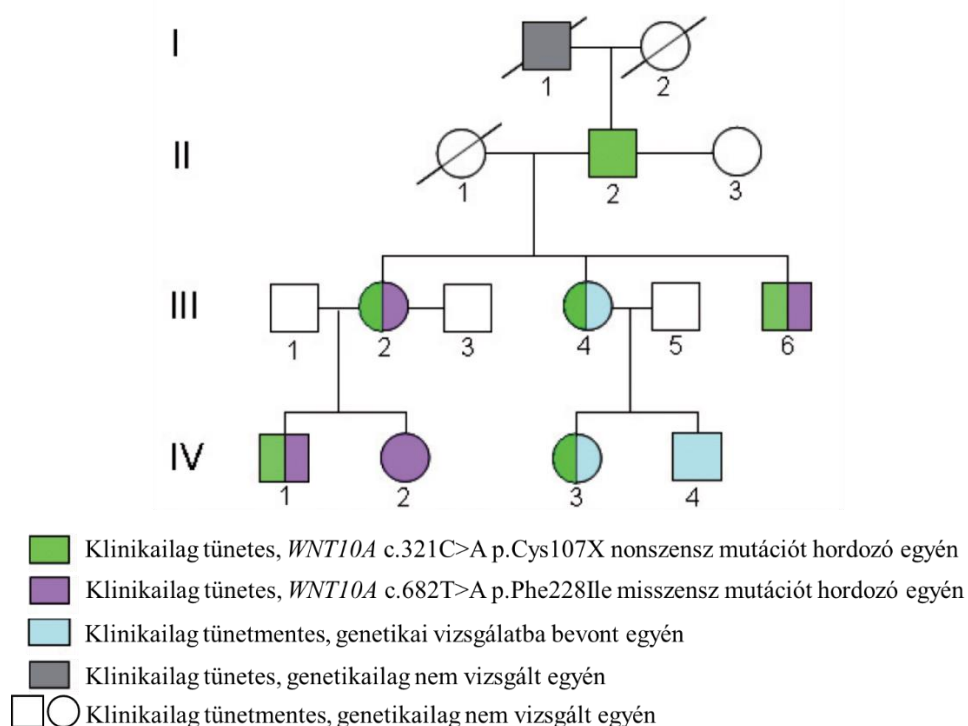 I
1 2
II
1 2 3
III
1 2 3 4 5 6
IV
1 2 3 4
Klinikailag tünetes, WNT10A c.321C>A p.Cys107X nonszensz mutációt hordozó egyén
Klinikailag tünetes, WNT10A c.682T>A p.Phe228Ile misszensz mutációt hordozó egyén
Klinikailag tünetmentes, genetikai vizsgálatba bevont egyén
Klinikailag tünetes, genetikailag nem vizsgált egyén
Klinikailag tünetmentes, genetikailag nem vizsgált egyén